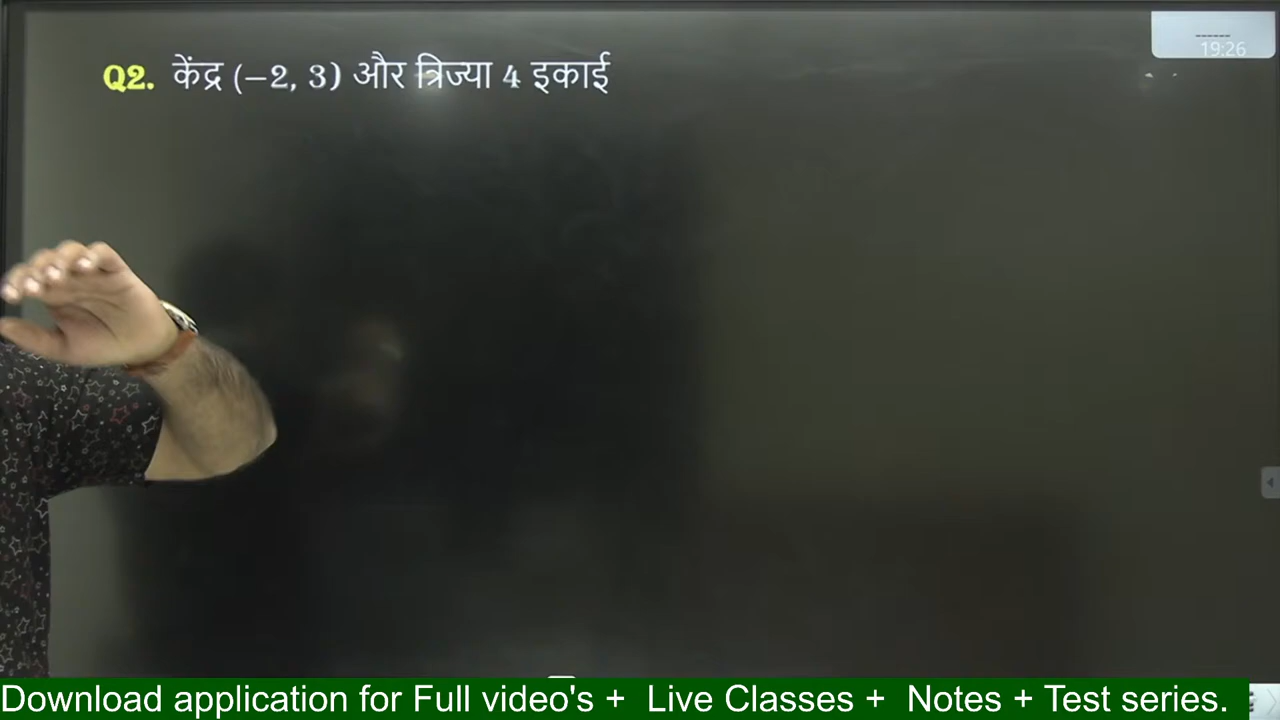 19:26
Q2. केंद्र (−2, 3) और त्रिज्या 4 इकाई
Download application for Full video's + Live Classes + Notes + Test series.